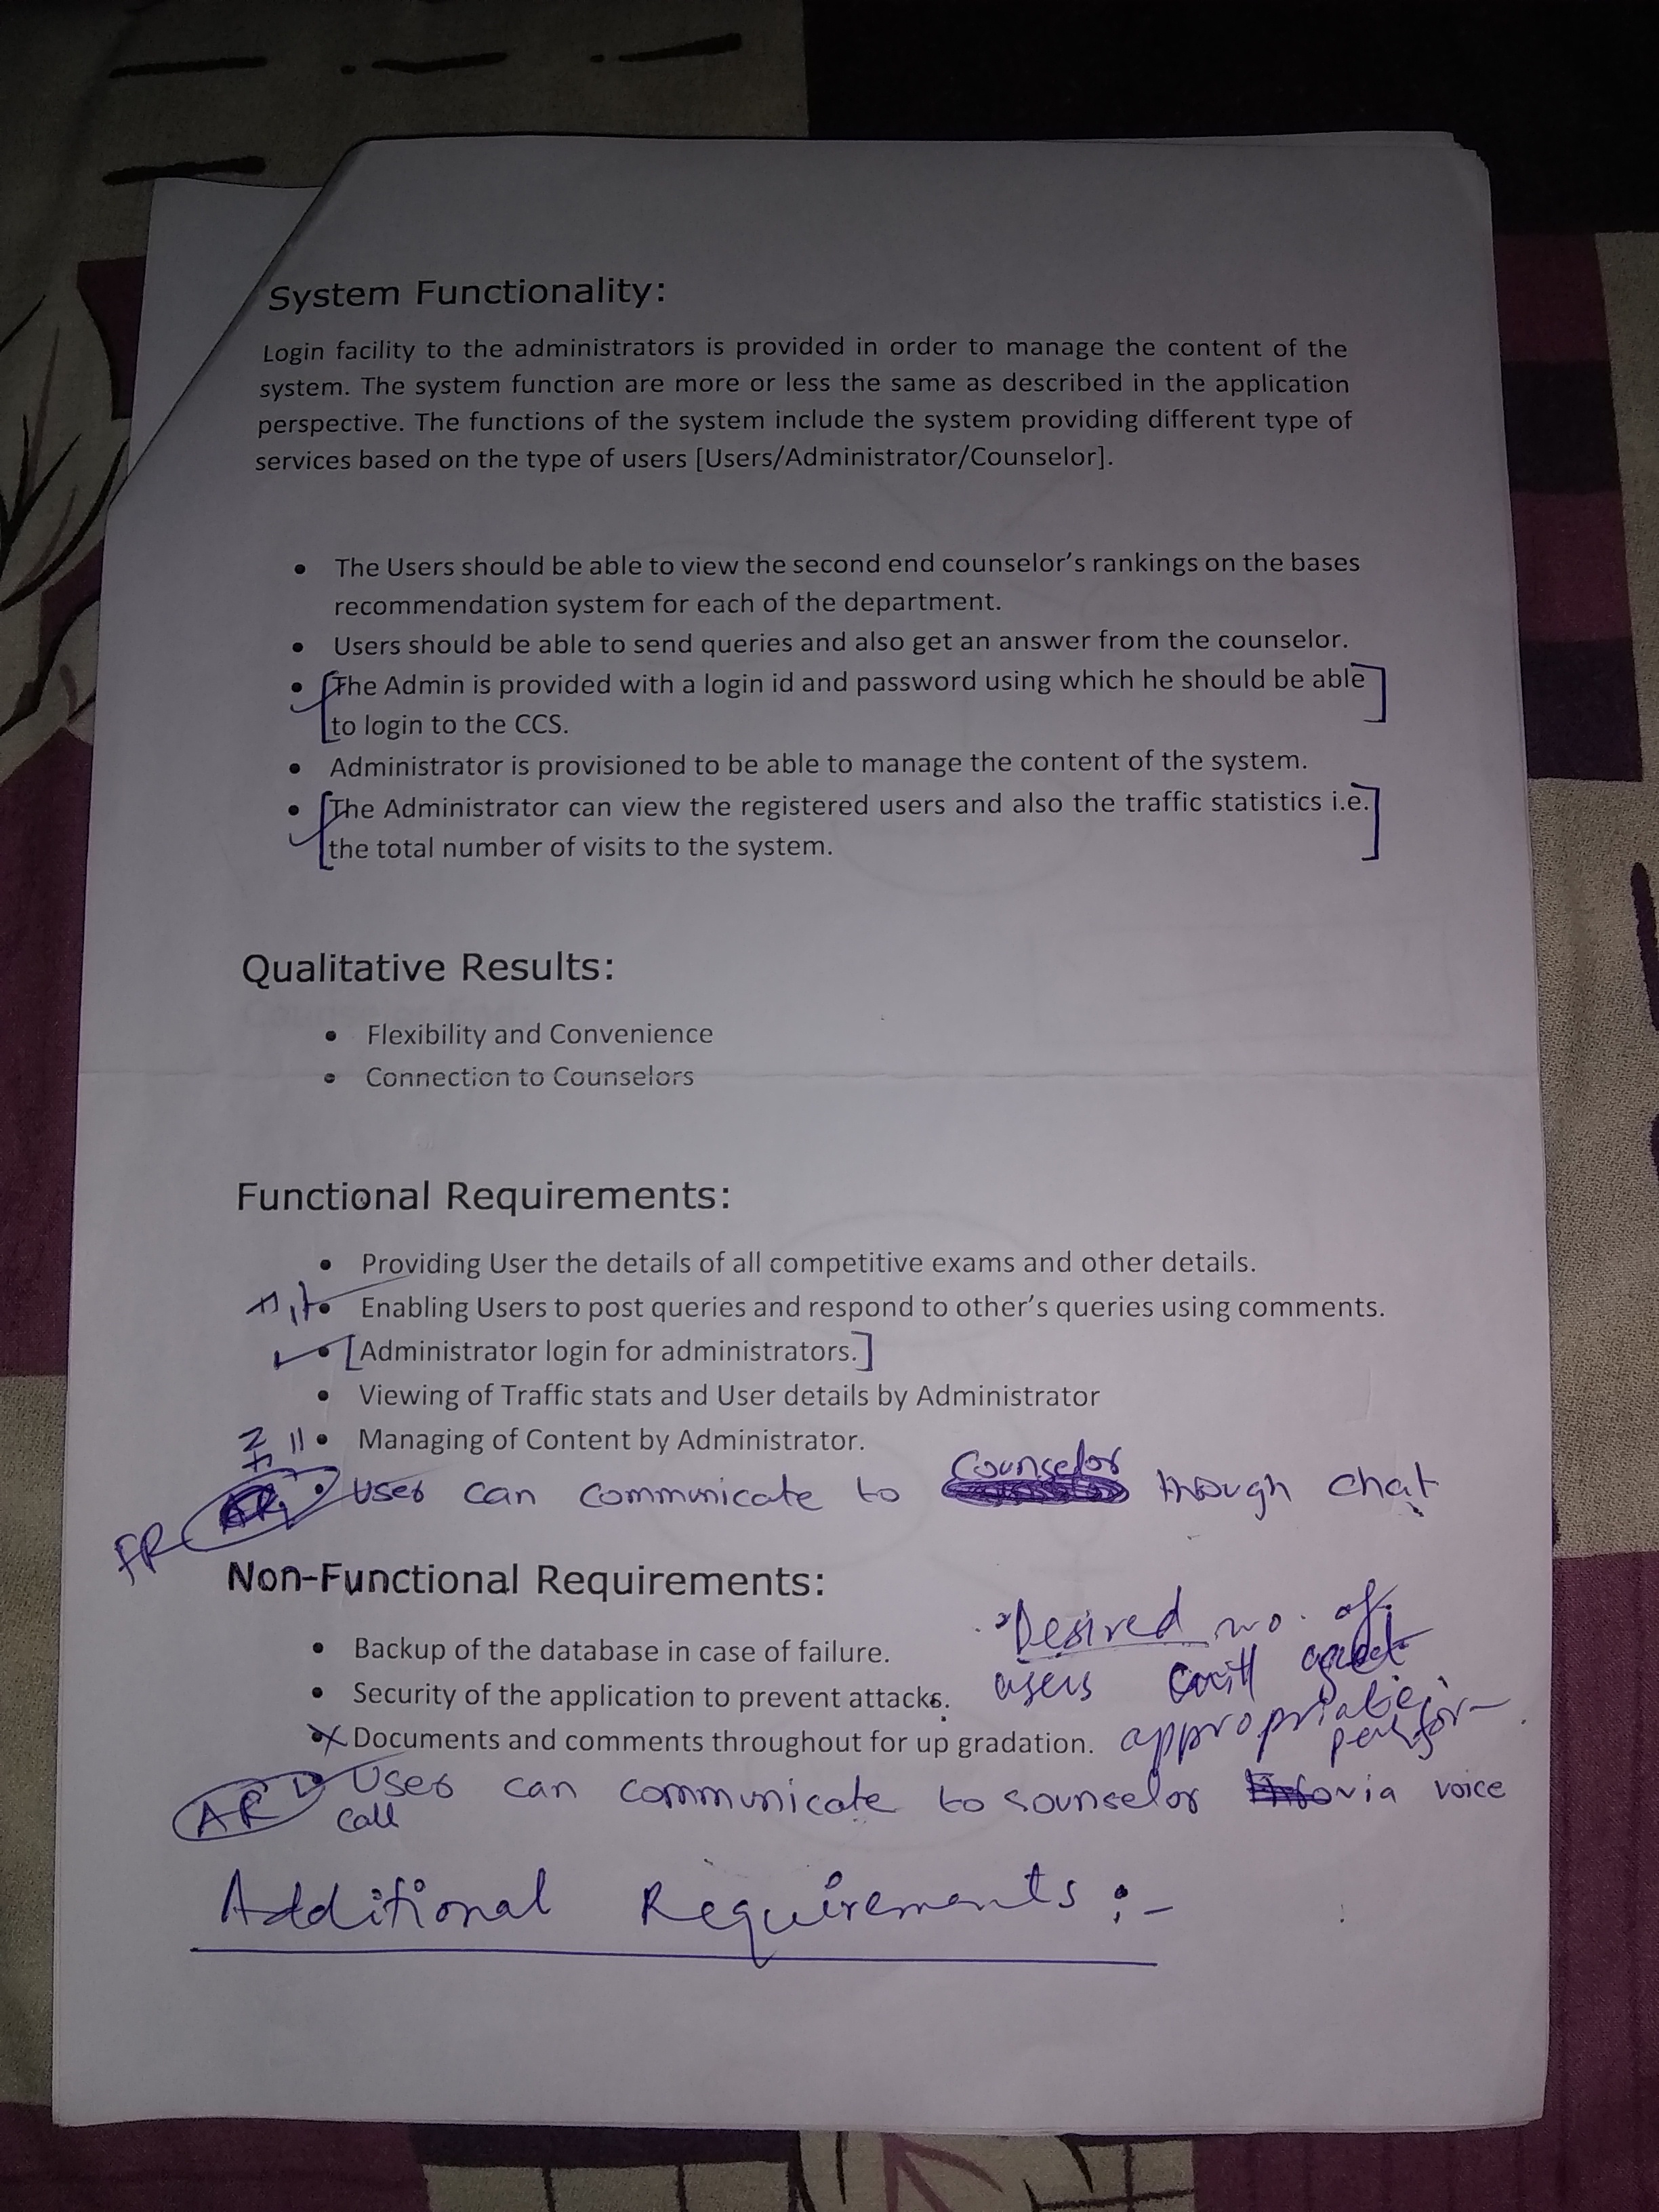 System Functionality:
Login facility to the administrators is provided in order to manage the content of the
system. The system function are more or less the same as described in the application
perspective. The functions of the system include the system providing different type of
services based on the type of users [Users/Administrator/Counselor].
• The Users should be able to view the second end counselor's rankings on the bases
recommendation system for each of the department.
• Users should be able to send queries and also get an answer from the counselor.
• [The Admin is provided with a login id and password using which he should be able
to login to the CCS.]
• Administrator is provisioned to be able to manage the content of the system.
• [The Administrator can view the registered users and also the traffic statistics i.e.
the total number of visits to the system.]
Qualitative Results:
• Flexibility and Convenience
• Connection to Counselors
Functional Requirements:
• Providing User the details of all competitive exams and other details.
• Enabling Users to post queries and respond to other's queries using comments.
• [Administrator login for administrators.]
• Viewing of Traffic stats and User details by Administrator
• Managing of Content by Administrator.
FR • User can communicate to Counselor through chat
Non-Functional Requirements:
• Backup of the database in case of failure.
• Security of the application to prevent attacks.
• Documents and comments throughout for up gradation.
• Desired no. of
users
appropriate
AR User can communicate to sounselor via voice
call
Additional Requirements :-